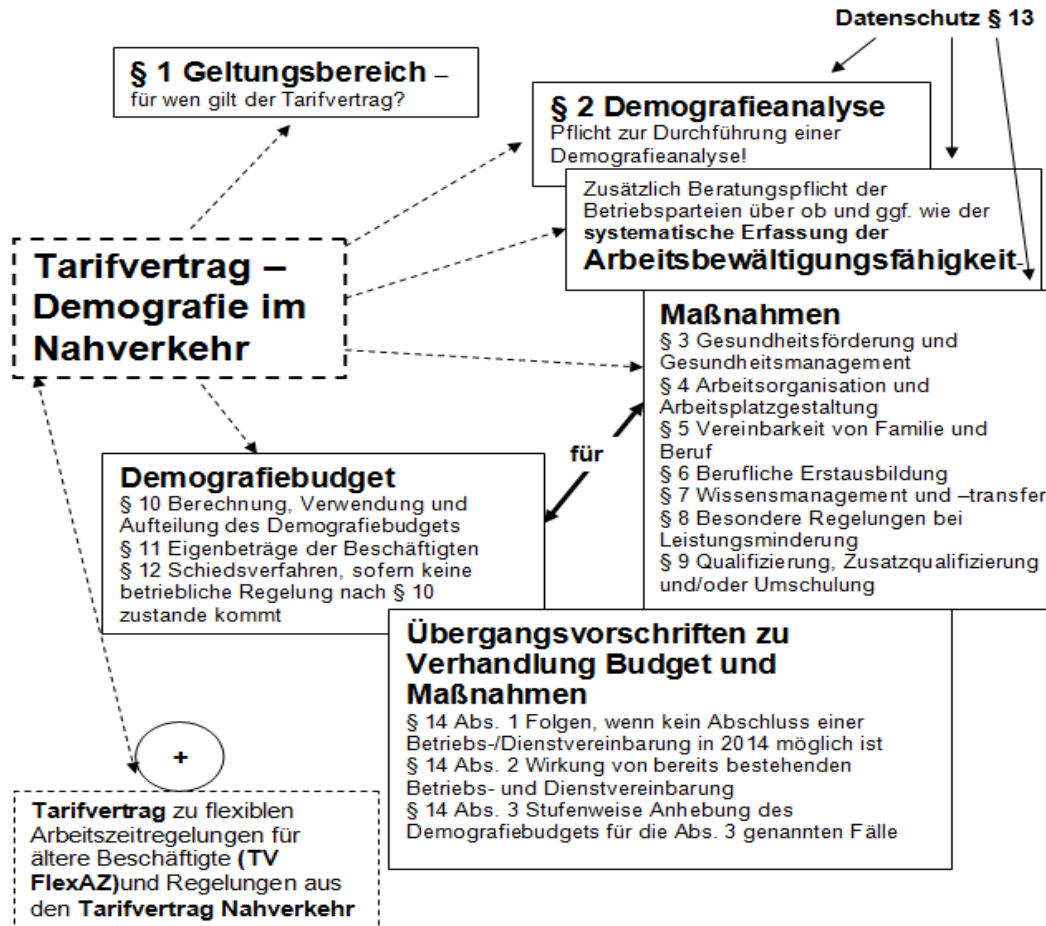 Datenschutz § 13
§ 1 Geltungsbereich –
für wen gilt der Tarifvertrag?
§ 2 Demografieanalyse
Pflicht zur Durchführung einer
Demografieanalyse!
Zusätzlich Beratungspflicht der
Betriebsparteien über ob und ggf. wie der
systematische Erfassung der
Arbeitsbewältigungsfähigkeit-
Tarifvertrag –
Demografie im
Nahverkehr
Maßnahmen
§ 3 Gesundheitsförderung und
Gesundheitsmanagement
§ 4 Arbeitsorganisation und
Arbeitsplatzgestaltung
§ 5 Vereinbarkeit von Familie und
Beruf
§ 6 Berufliche Erstausbildung
§ 7 Wissensmanagement und –transfer
§ 8 Besondere Regelungen bei
Leistungsminderung
§ 9 Qualifizierung, Zusatzqualifizierung
und/oder Umschulung
für
Demografiebudget
§ 10 Berechnung, Verwendung und
Aufteilung des Demografiebudgets
§ 11 Eigenbeträge der Beschäftigten
§ 12 Schiedsverfahren, sofern keine
betriebliche Regelung nach § 10
zustande kommt
Übergangsvorschriften zu
Verhandlung Budget und
Maßnahmen
§ 14 Abs. 1 Folgen, wenn kein Abschluss einer
Betriebs-/Dienstvereinbarung in 2014 möglich ist
§ 14 Abs. 2 Wirkung von bereits bestehenden
Betriebs- und Dienstvereinbarung
§ 14 Abs. 3 Stufenweise Anhebung des
Demografiebudgets für die Abs. 3 genannten Fälle
+
Tarifvertrag zu flexiblen
Arbeitszeitregelungen für
ältere Beschäftigte (TV
FlexAZ)und Regelungen aus
den Tarifvertrag Nahverkehr